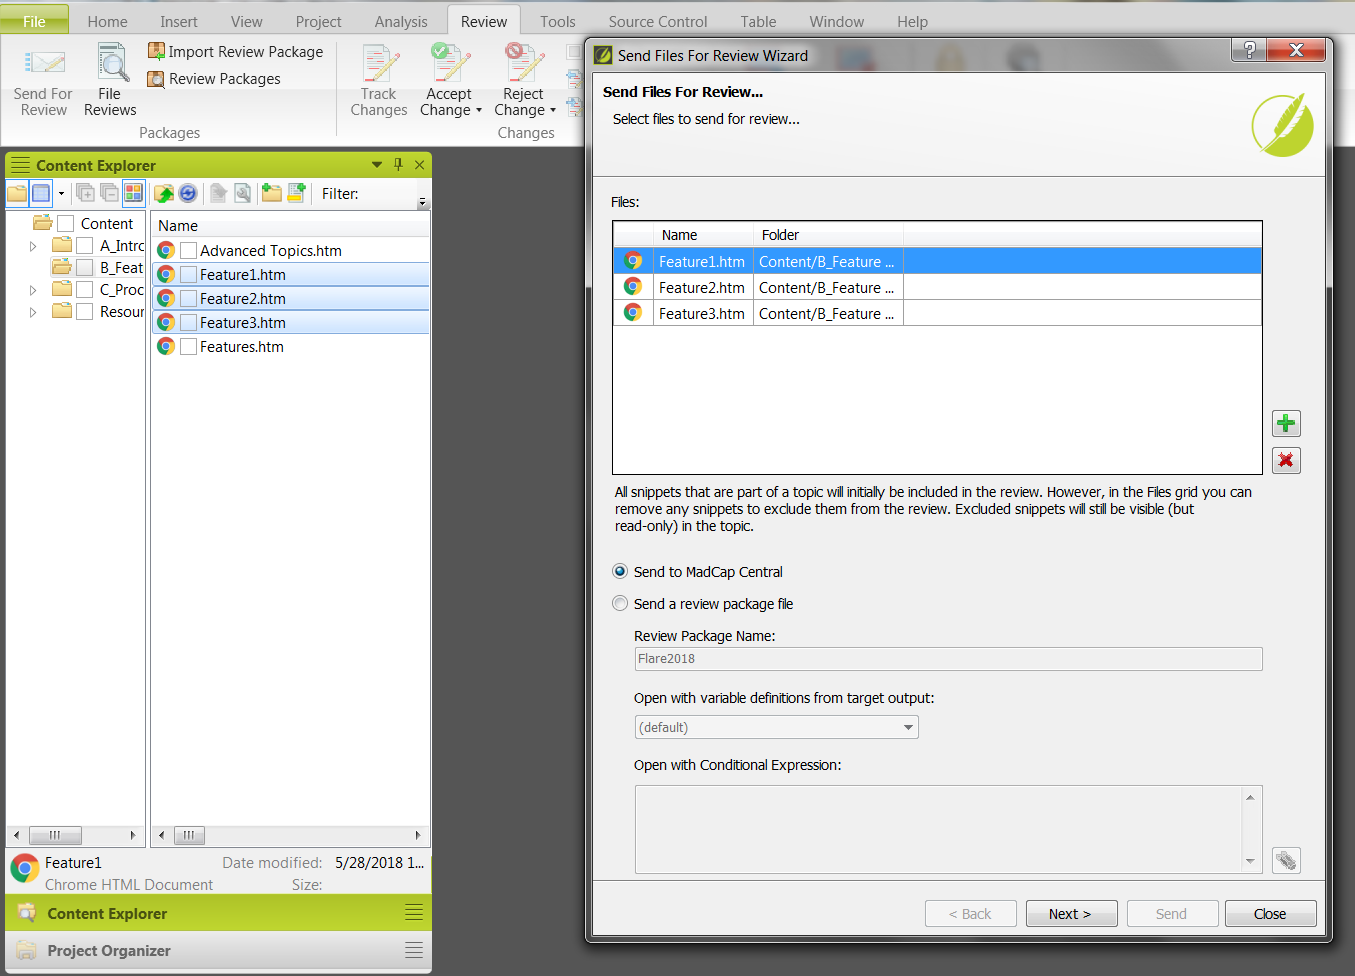 File Home Insert View Project Analysis Review Tools Source Control Table Window Help
Send For Review
File Reviews
Import Review Package
Review Packages
Packages
Track Changes
Accept Change
Reject Change
Changes
Content Explorer
Filter:
Content
A_Intro
B_Feat
C_Proc
Resour
Name
Advanced Topics.htm
Feature1.htm
Feature2.htm
Feature3.htm
Features.htm
Feature1
Date modified: 5/28/2018 1...
Chrome HTML Document
Size:
Content Explorer
Project Organizer
Send Files For Review Wizard
?
Send Files For Review...
Select files to send for review...
Files:
Name Folder
Feature1.htm Content/B_Feature ...
Feature2.htm Content/B_Feature ...
Feature3.htm Content/B_Feature ...
All snippets that are part of a topic will initially be included in the review. However, in the Files grid you can
remove any snippets to exclude them from the review. Excluded snippets will still be visible (but
read-only) in the topic.
Send to MadCap Central
Send a review package file
Review Package Name:
Flare2018
Open with variable definitions from target output:
(default)
Open with Conditional Expression:
< Back Next > Send Close